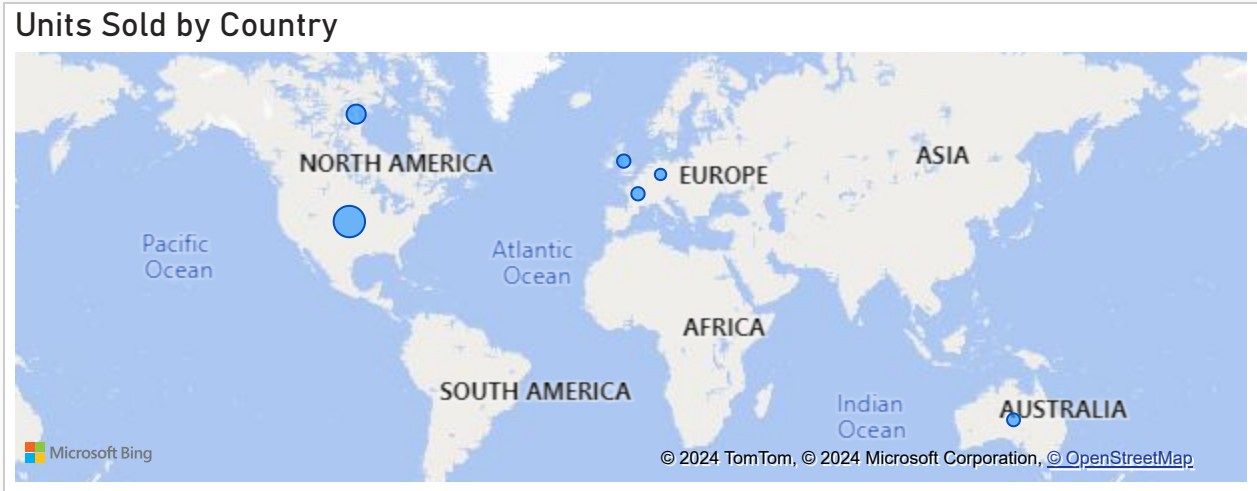 Units Sold by Country
NORTH AMERICA
EUROPE
ASIA
Pacific
Ocean
Atlantic
Ocean
AFRICA
SOUTH AMERICA
Indian
Ocean
AUSTRALIA
Microsoft Bing
© 2024 TomTom, © 2024 Microsoft Corporation, © OpenStreetMap